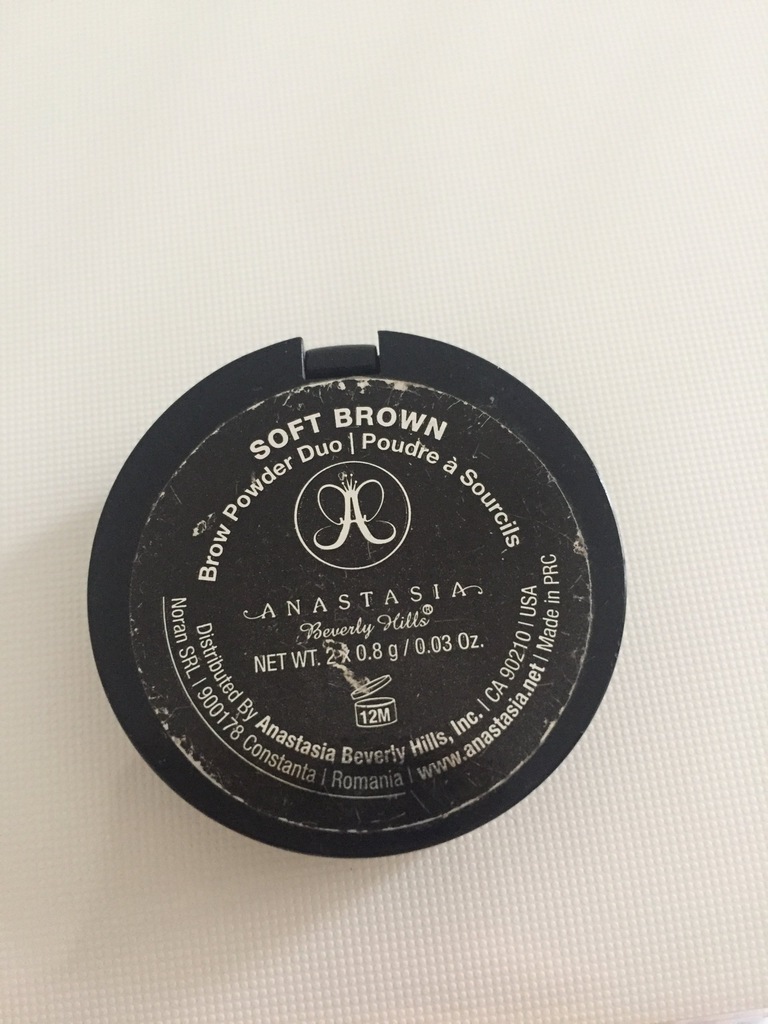 SOFT BROWN
Brow Powder Duo | Poudre à Sourcils
A
ANASTASIA
Beverly Hills®
NET WT. 2 x 0.8 g / 0.03 Oz.
12M
Distributed By Anastasia Beverly Hills, Inc. | CA 90210 | USA
Noran SRL | 900178 Constanta | Romania | www.anastasia.net | Made in PRC